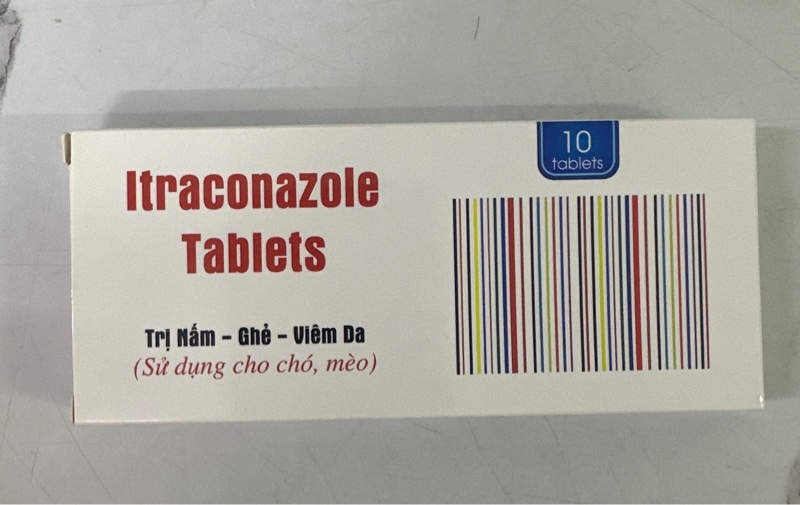 10
tablets
Itraconazole
Tablets
Trị Nấm - Ghẻ - Viêm Da
(Sử dụng cho chó, mèo)